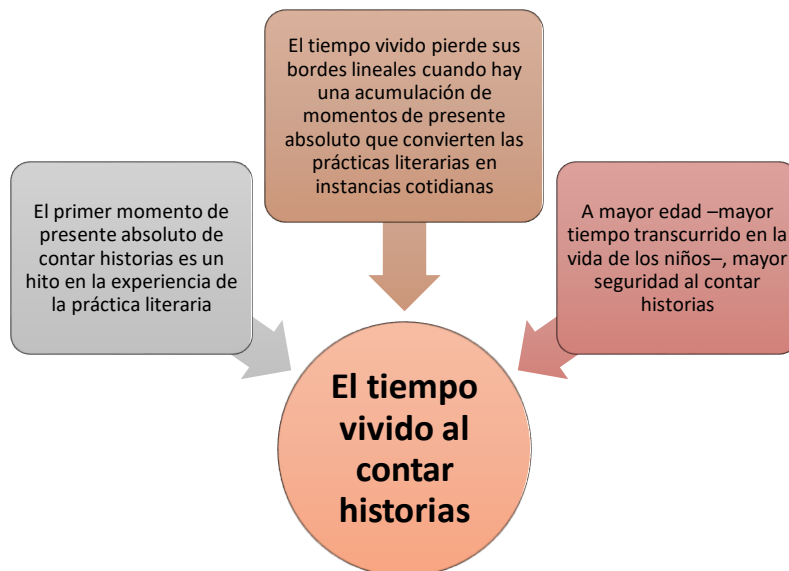 El primer momento de
presente absoluto de
contar historias es un
hito en la experiencia de
la práctica literaria
El tiempo vivido pierde sus
bordes lineales cuando hay
una acumulación de
momentos de presente
absoluto que convierten las
prácticas literarias en
instancias cotidianas
A mayor edad –mayor
tiempo transcurrido en la
vida de los niños–, mayor
seguridad al contar
historias
El tiempo
vivido al
contar
historias